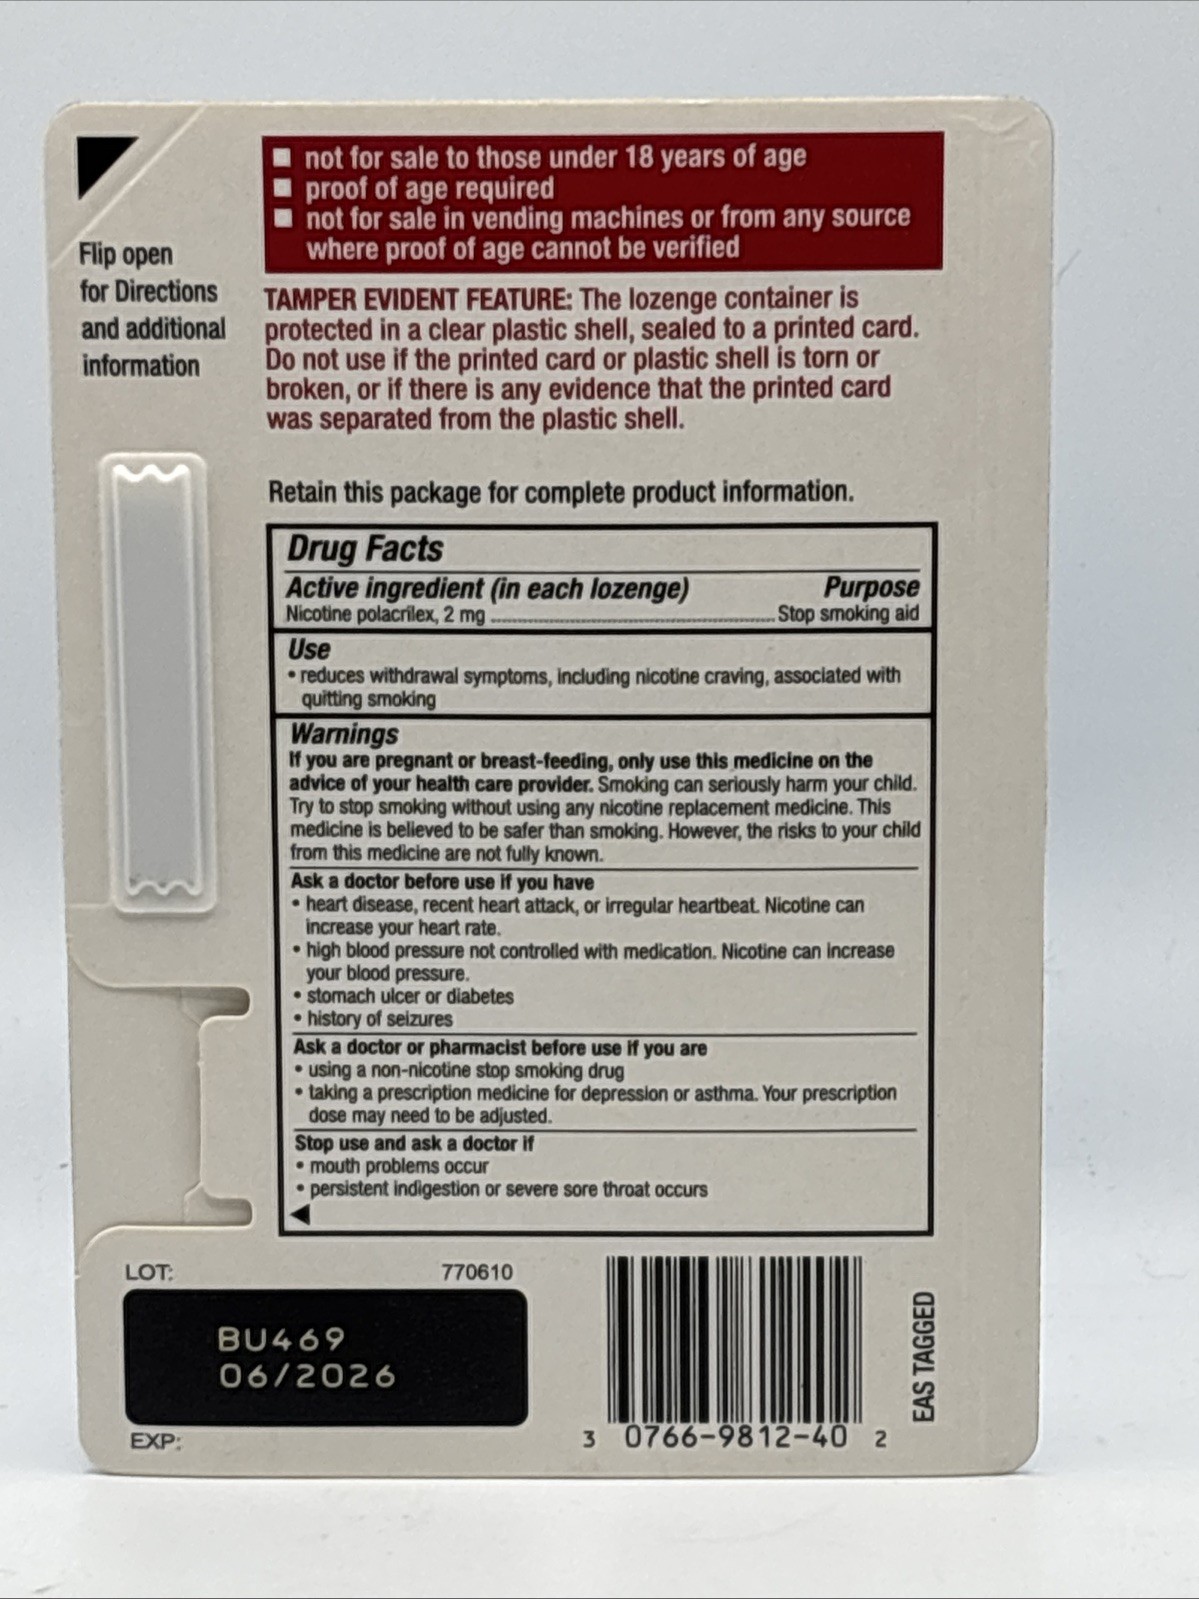 ■ not for sale to those under 18 years of age
■ proof of age required
■ not for sale in vending machines or from any source
where proof of age cannot be verified
Flip open
for Directions
and additional
information
TAMPER EVIDENT FEATURE: The lozenge container is
protected in a clear plastic shell, sealed to a printed card.
Do not use if the printed card or plastic shell is torn or
broken, or if there is any evidence that the printed card
was separated from the plastic shell.
Retain this package for complete product information.
Drug Facts
Active ingredient (in each lozenge) Purpose
Nicotine polacrilex, 2 mg ........ Stop smoking aid
Use
• reduces withdrawal symptoms, including nicotine craving, associated with
quitting smoking
Warnings
If you are pregnant or breast-feeding, only use this medicine on the
advice of your health care provider. Smoking can seriously harm your child.
Try to stop smoking without using any nicotine replacement medicine. This
medicine is believed to be safer than smoking. However, the risks to your child
from this medicine are not fully known.
Ask a doctor before use if you have
• heart disease, recent heart attack, or irregular heartbeat. Nicotine can
increase your heart rate.
• high blood pressure not controlled with medication. Nicotine can increase
your blood pressure.
• stomach ulcer or diabetes
• history of seizures
Ask a doctor or pharmacist before use if you are
• using a non-nicotine stop smoking drug
• taking a prescription medicine for depression or asthma. Your prescription
dose may need to be adjusted.
Stop use and ask a doctor if
• mouth problems occur
• persistent indigestion or severe sore throat occurs
LOT: 770610
BU469
06/2026
EXP:
3 0766-9812-40 2
EAS TAGGED